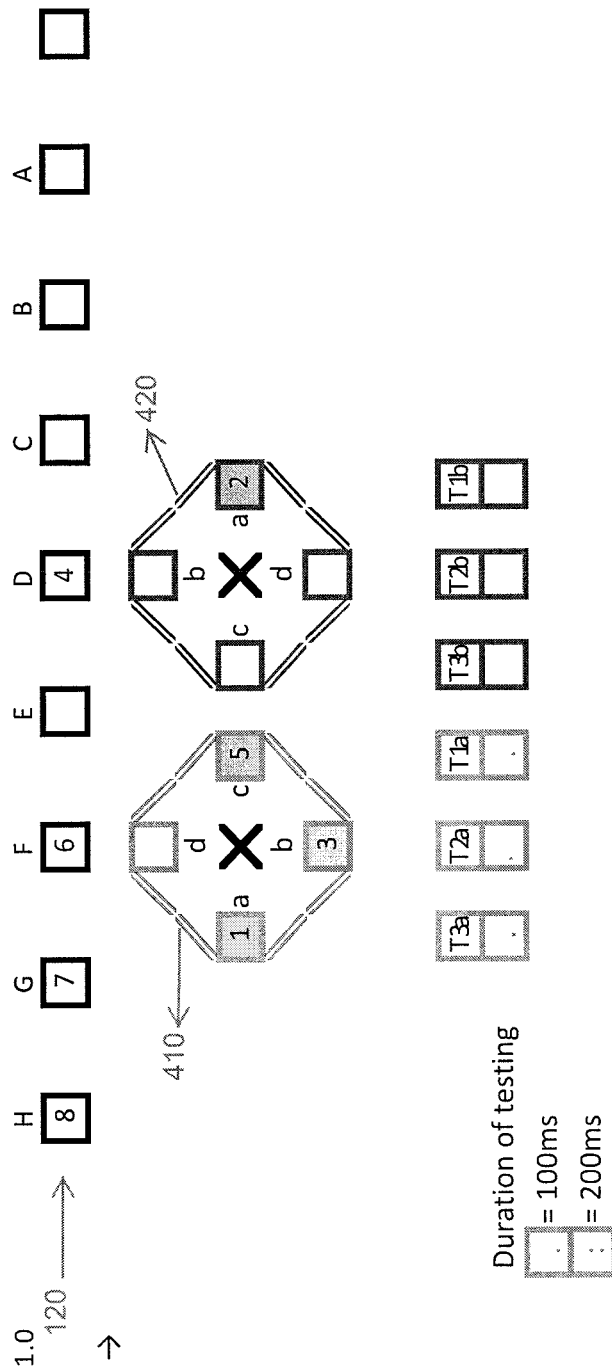 1.0
120
→
H G F E D C B A
8 7 6 4
410
420
d b
1 a c 5 c a 2
b d
3
T3a T2a T1a T3b T2b T1b
Duration of testing
= 100ms
= 200ms